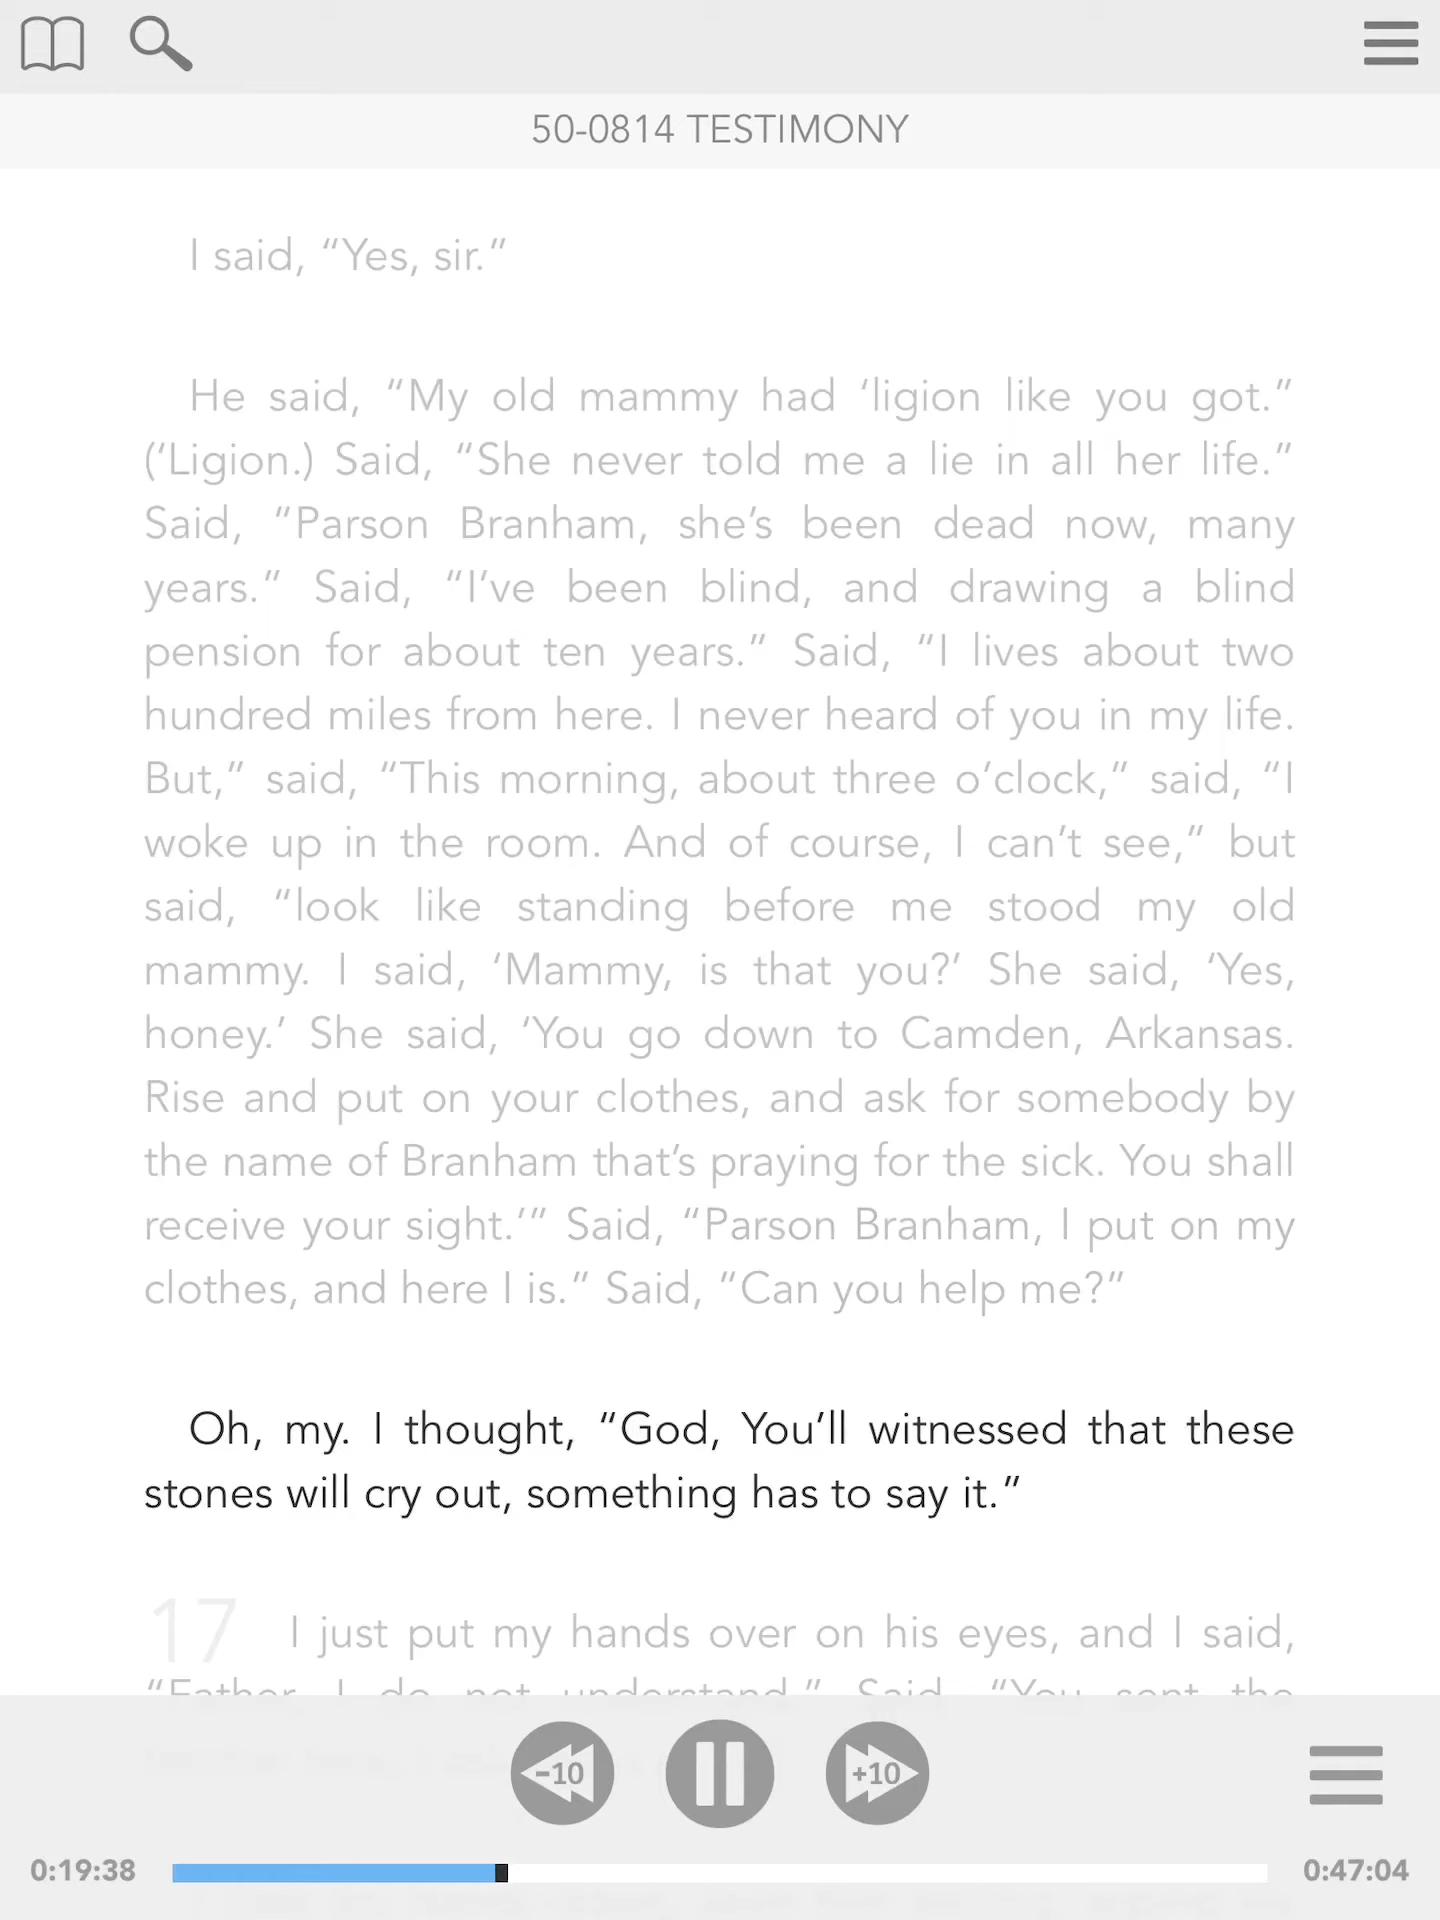 50-0814 TESTIMONY
I said, “Yes, sir.”
He said, “My old mammy had ‘ligion like you got.”
(‘Ligion.) Said, “She never told me a lie in all her life.”
Said, “Parson Branham, she’s been dead now, many
years.” Said, “I’ve been blind, and drawing a blind
pension for about ten years.” Said, “I lives about two
hundred miles from here. I never heard of you in my life.
But,” said, “This morning, about three o’clock,” said, “I
woke up in the room. And of course, I can’t see,” but
said, “look like standing before me stood my old
mammy. I said, ‘Mammy, is that you?’ She said, ‘Yes,
honey.’ She said, ‘You go down to Camden, Arkansas.
Rise and put on your clothes, and ask for somebody by
the name of Branham that’s praying for the sick. You shall
receive your sight.’” Said, “Parson Branham, I put on my
clothes, and here I is.” Said, “Can you help me?”
Oh, my. I thought, “God, You’ll witnessed that these
stones will cry out, something has to say it.”
17 I just put my hands over on his eyes, and I said,
“Father, I do not understand.” Said, “You sent the
-10 +10
0:19:38 0:47:04